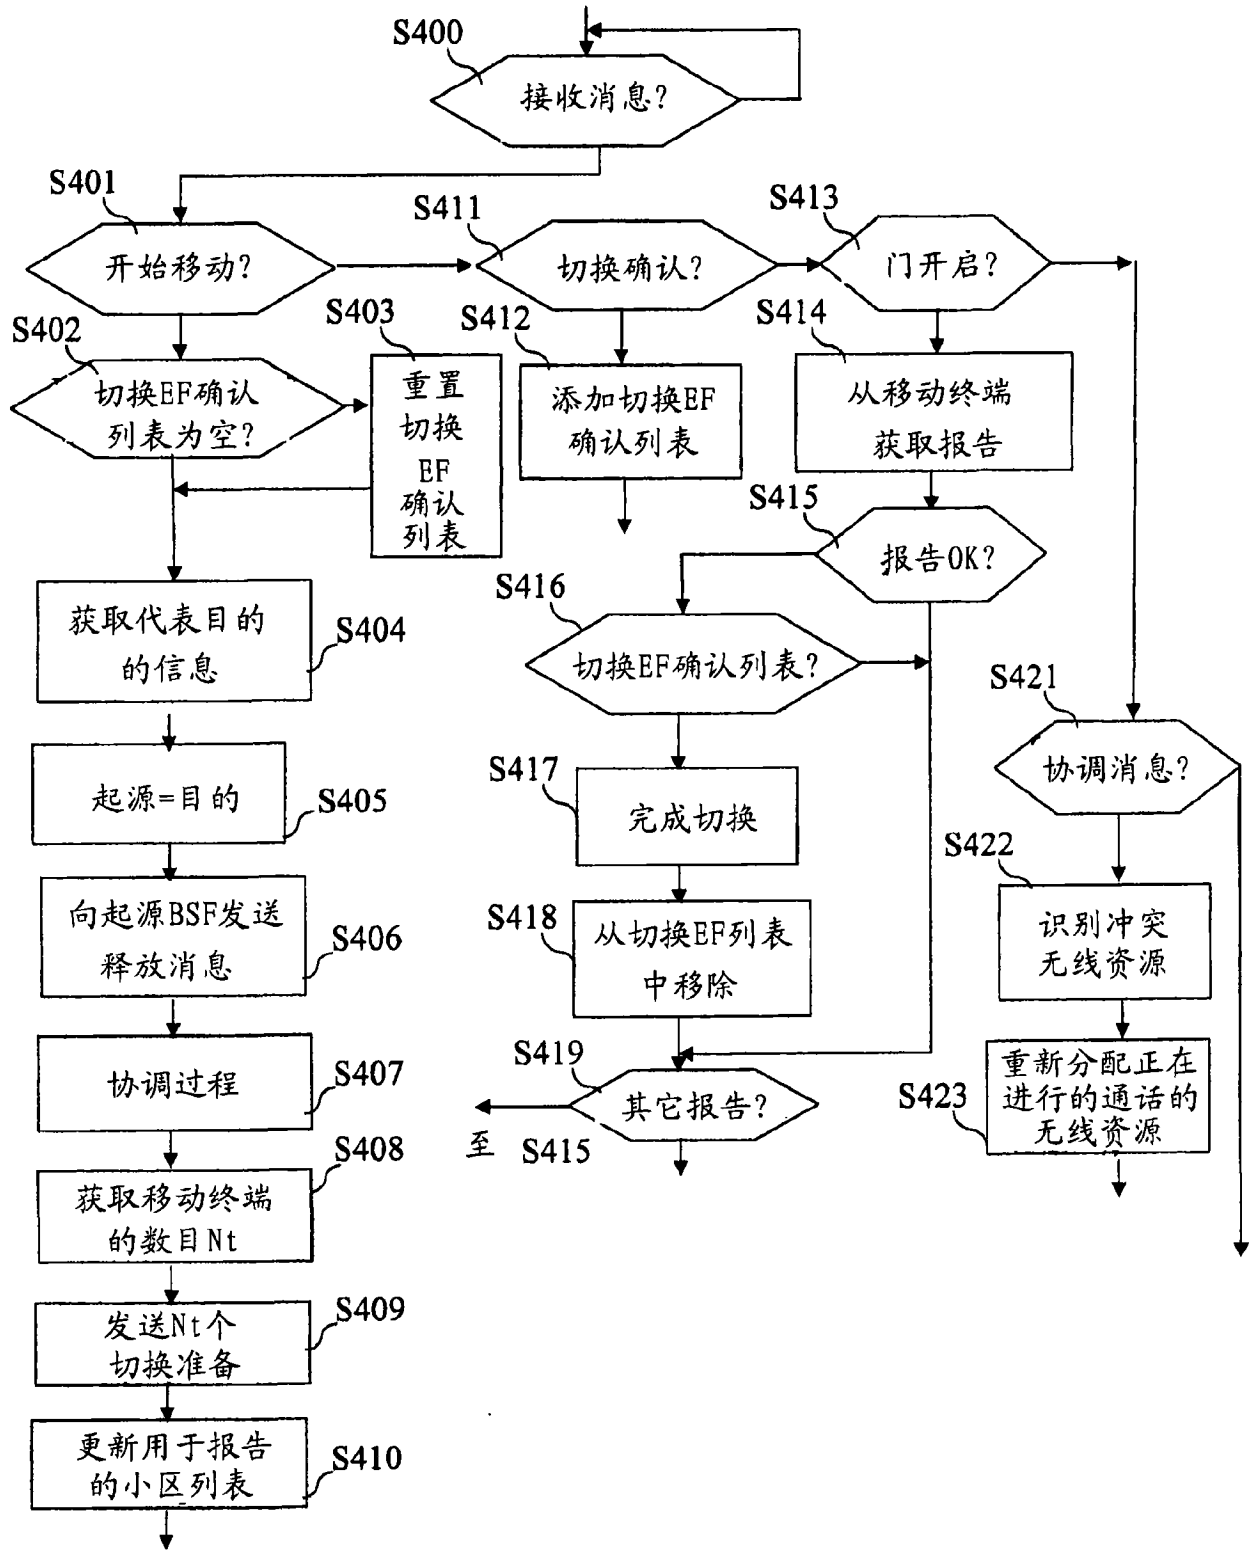 S400
接收消息?
S401
开始移动?
S402
切换EF确认
列表为空?
S403
重置
切换
EF
确认
列表
获取代表目的
的信息
S404
起源=目的
S405
向起源BSF发送
释放消息
S406
协调过程
S407
S408
获取移动终端
的数目Nt
发送Nt个
切换准备
S409
更新用于报告
的小区列表
S410
S411
切换确认?
S412
添加切换EF
确认列表
S413
门开启?
S414
从移动终端
获取报告
S415
报告OK?
S416
切换EF确认列表?
S417
完成切换
S418
从切换EF列表
中移除
S419
其它报告?
至 S415
S421
协调消息?
S422
识别冲突
无线资源
S423
重新分配正在
进行的通话的
无线资源